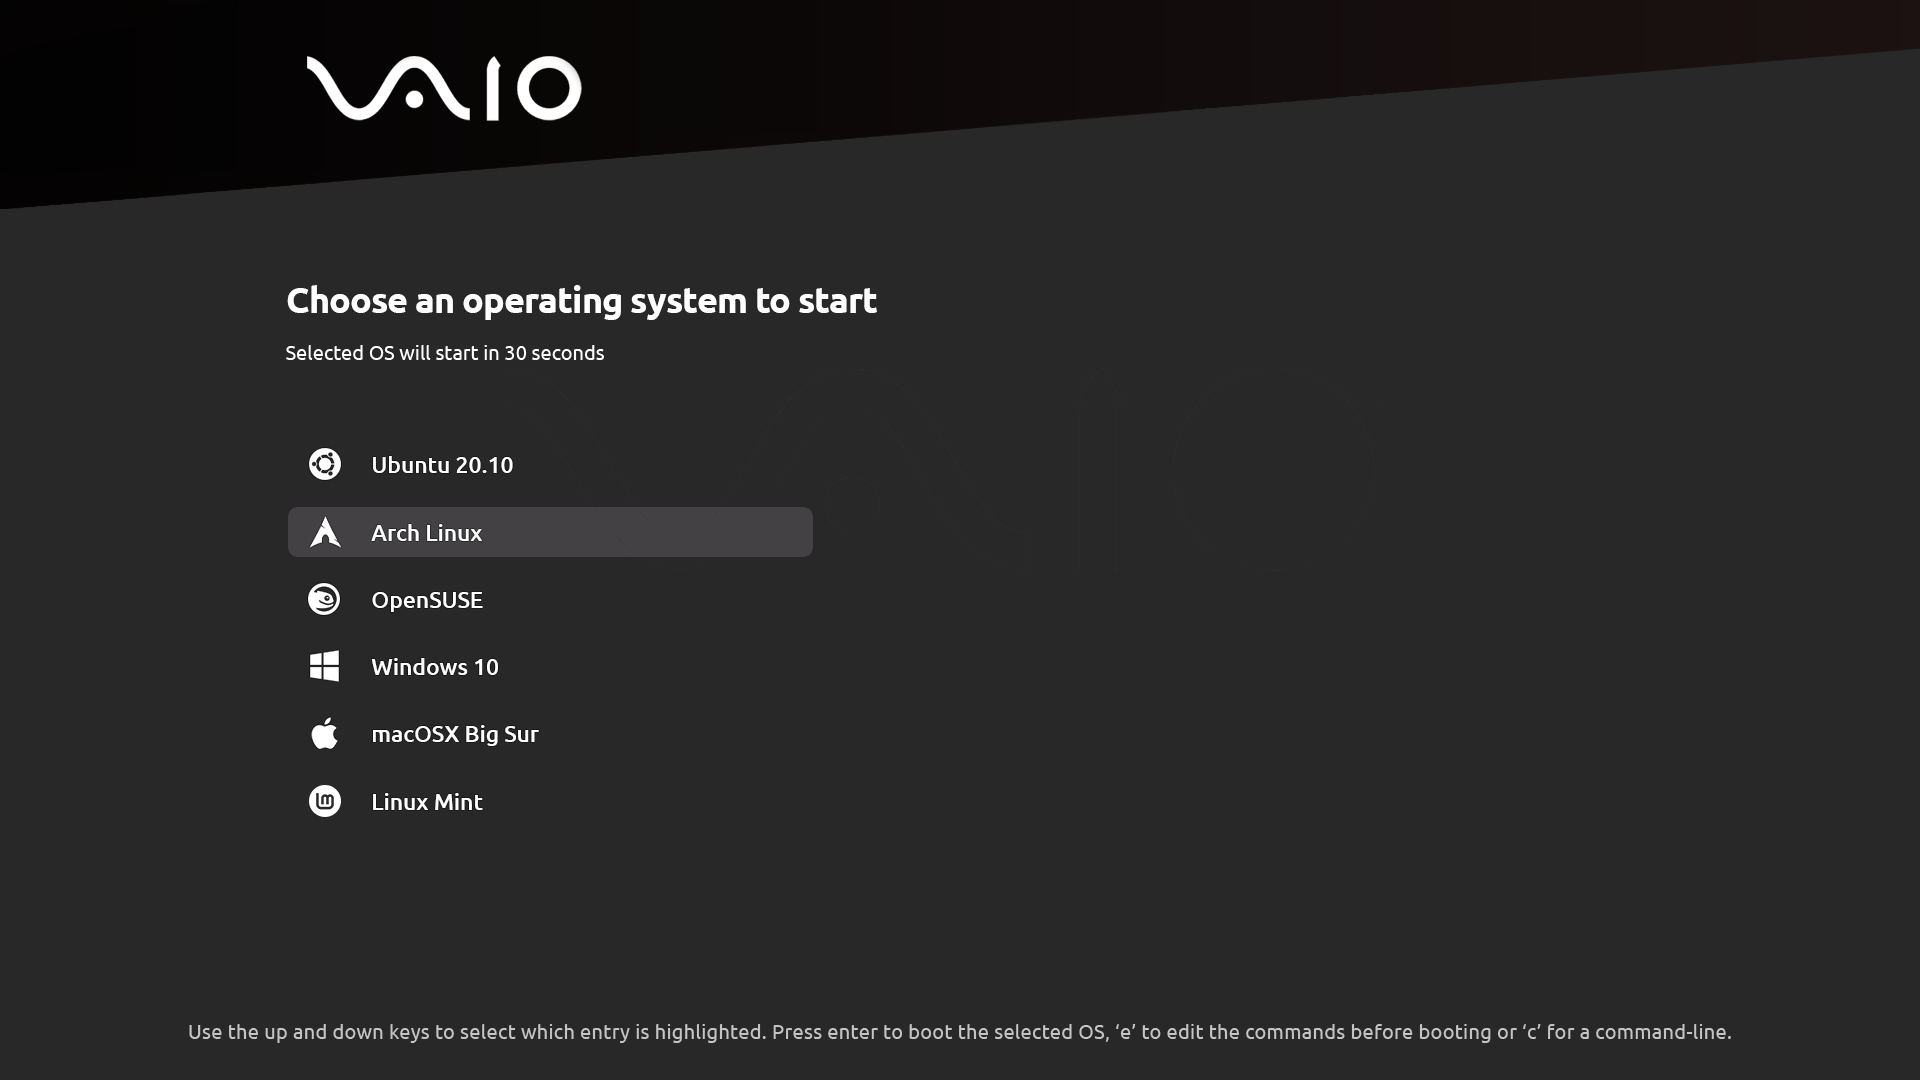 VAIO
Choose an operating system to start
Selected OS will start in 30 seconds
Ubuntu 20.10
Arch Linux
OpenSUSE
Windows 10
macOSX Big Sur
Linux Mint
Use the up and down keys to select which entry is highlighted. Press enter to boot the selected OS, ‘e’ to edit the commands before booting or ‘c’ for a command-line.